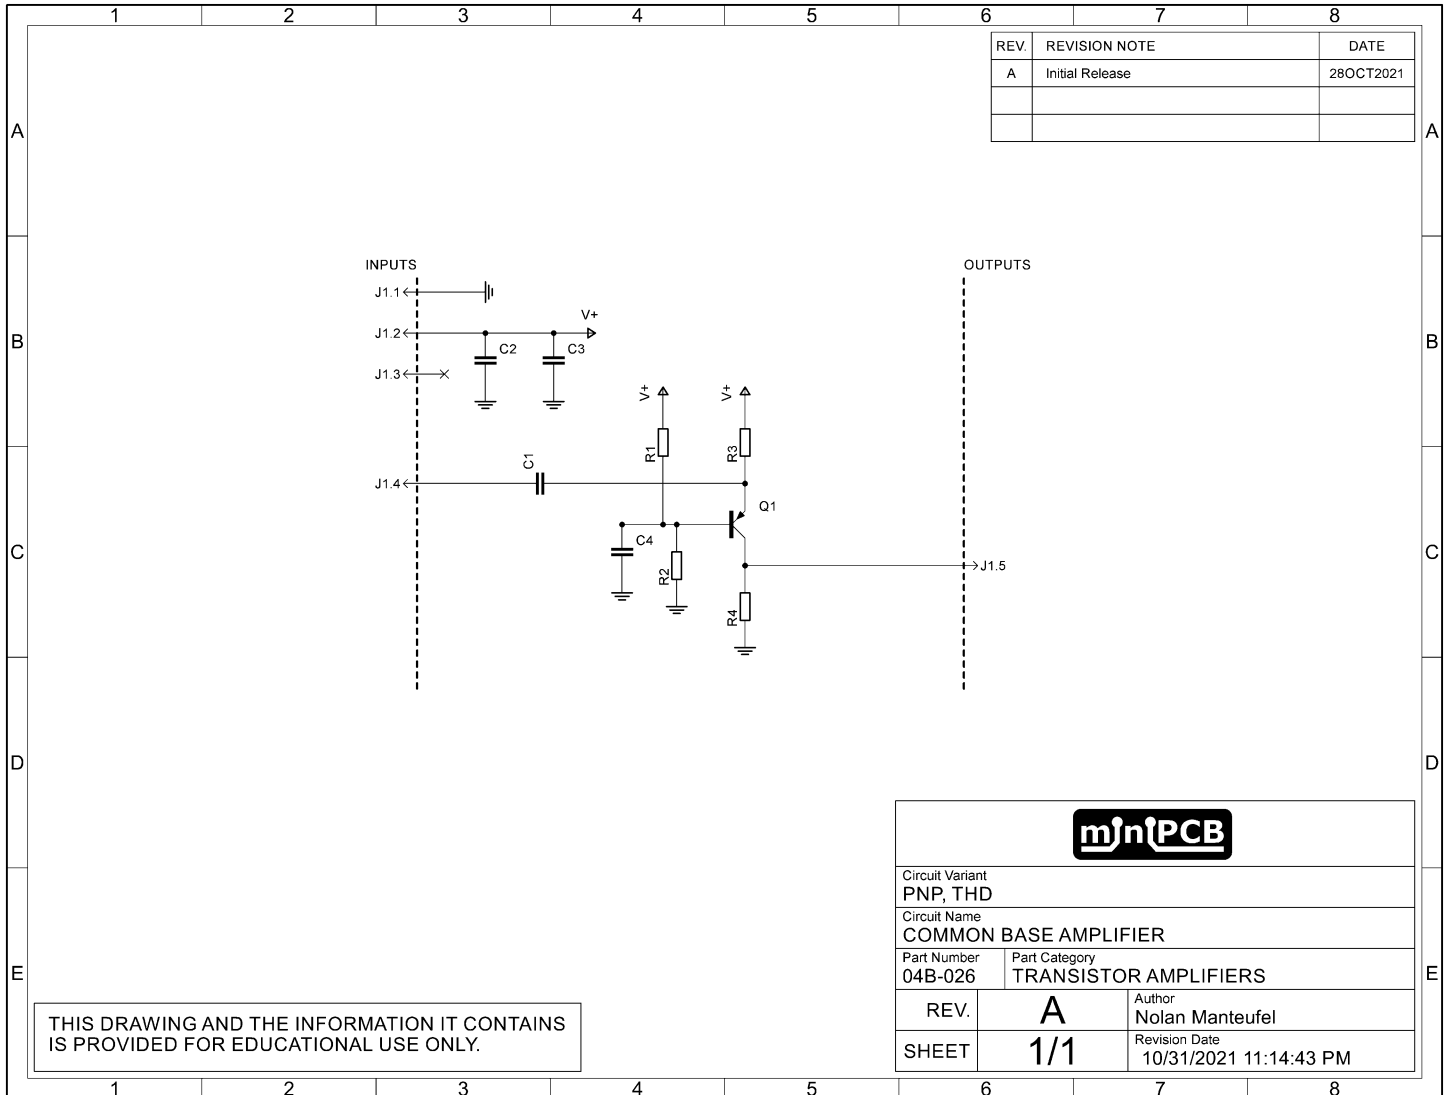 1 2 3 4 5 6 7 8
REV. REVISION NOTE DATE
A Initial Release 28OCT2021
A A
INPUTS OUTPUTS
J1.1
V+
J1.2
B B
C2 C3
J1.3
V+ V+
R1 R3
C1
J1.4
Q1
C4
C C
J1.5
R2
R4
D D
miniPCB
Circuit Variant
PNP, THD
Circuit Name
COMMON BASE AMPLIFIER
Part Number Part Category
04B-026 TRANSISTOR AMPLIFIERS
E E
REV. A Author
Nolan Manteufel
THIS DRAWING AND THE INFORMATION IT CONTAINS
IS PROVIDED FOR EDUCATIONAL USE ONLY.
SHEET 1/1 Revision Date
10/31/2021 11:14:43 PM
1 2 3 4 5 6 7 8